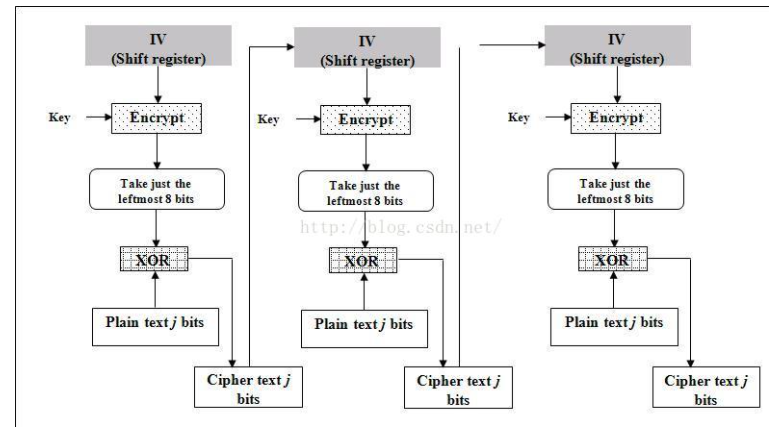 IV
(Shift register)
Key
Encrypt
Take just the
leftmost 8 bits
XOR
Plain text j bits
Cipher text j
bits
IV
(Shift register)
Key
Encrypt
Take just the
leftmost 8 bits
XOR
Plain text j bits
Cipher text j
bits
IV
(Shift register)
Key
Encrypt
Take just the
leftmost 8 bits
XOR
Plain text j bits
Cipher text j
bits
http://blog.csdn.net/